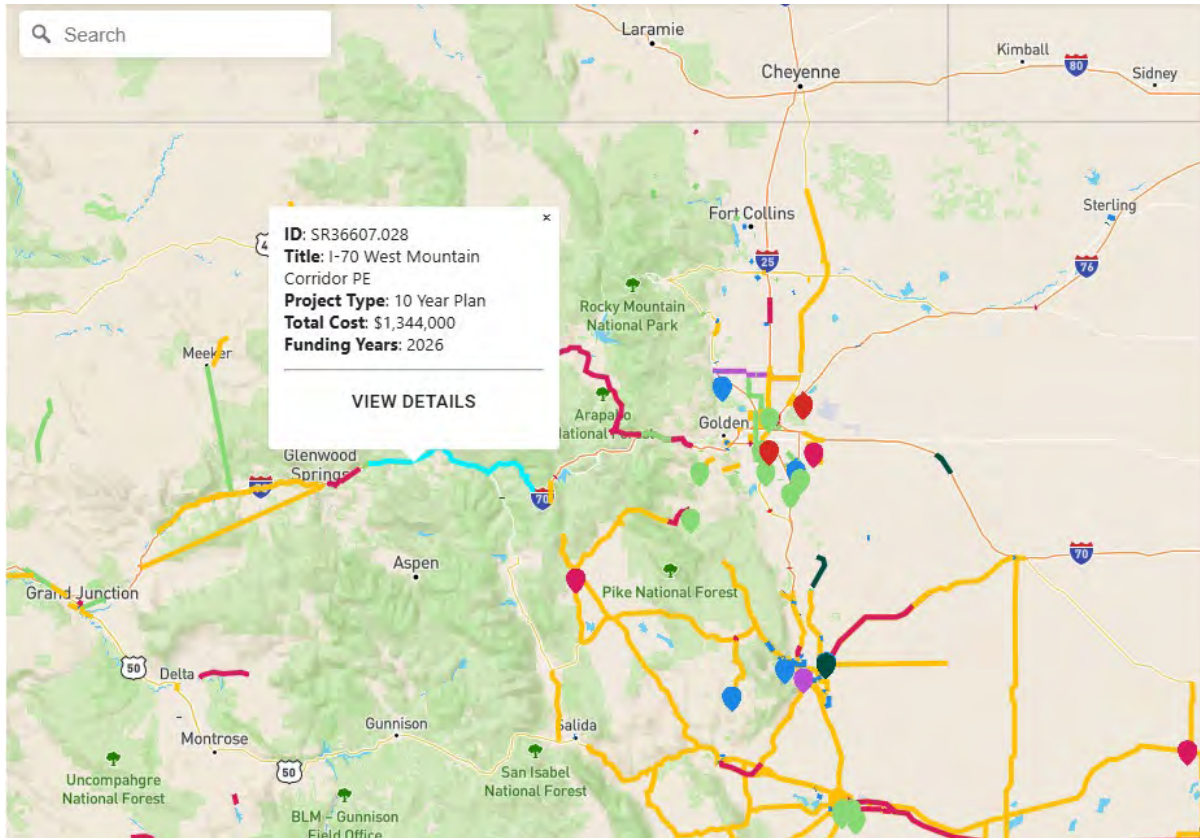 Search
Laramie
Cheyenne
Kimball
80
Sidney
Fort Collins
Sterling
25
76
4
ID: SR36607.028
Title: I-70 West Mountain
Corridor PE
Project Type: 10 Year Plan
Total Cost: $1,344,000
Funding Years: 2026
VIEW DETAILS
×
Rocky Mountain
National Park
Meeker
Arapaho
National Forest
Golden
Glenwood
Springs
70
Aspen
Pike National Forest
70
Grand Junction
50
Delta
Gunnison
Salida
Montrose
50
San Isabel
National Forest
Uncompahgre
National Forest
BLM – Gunnison
Field Office